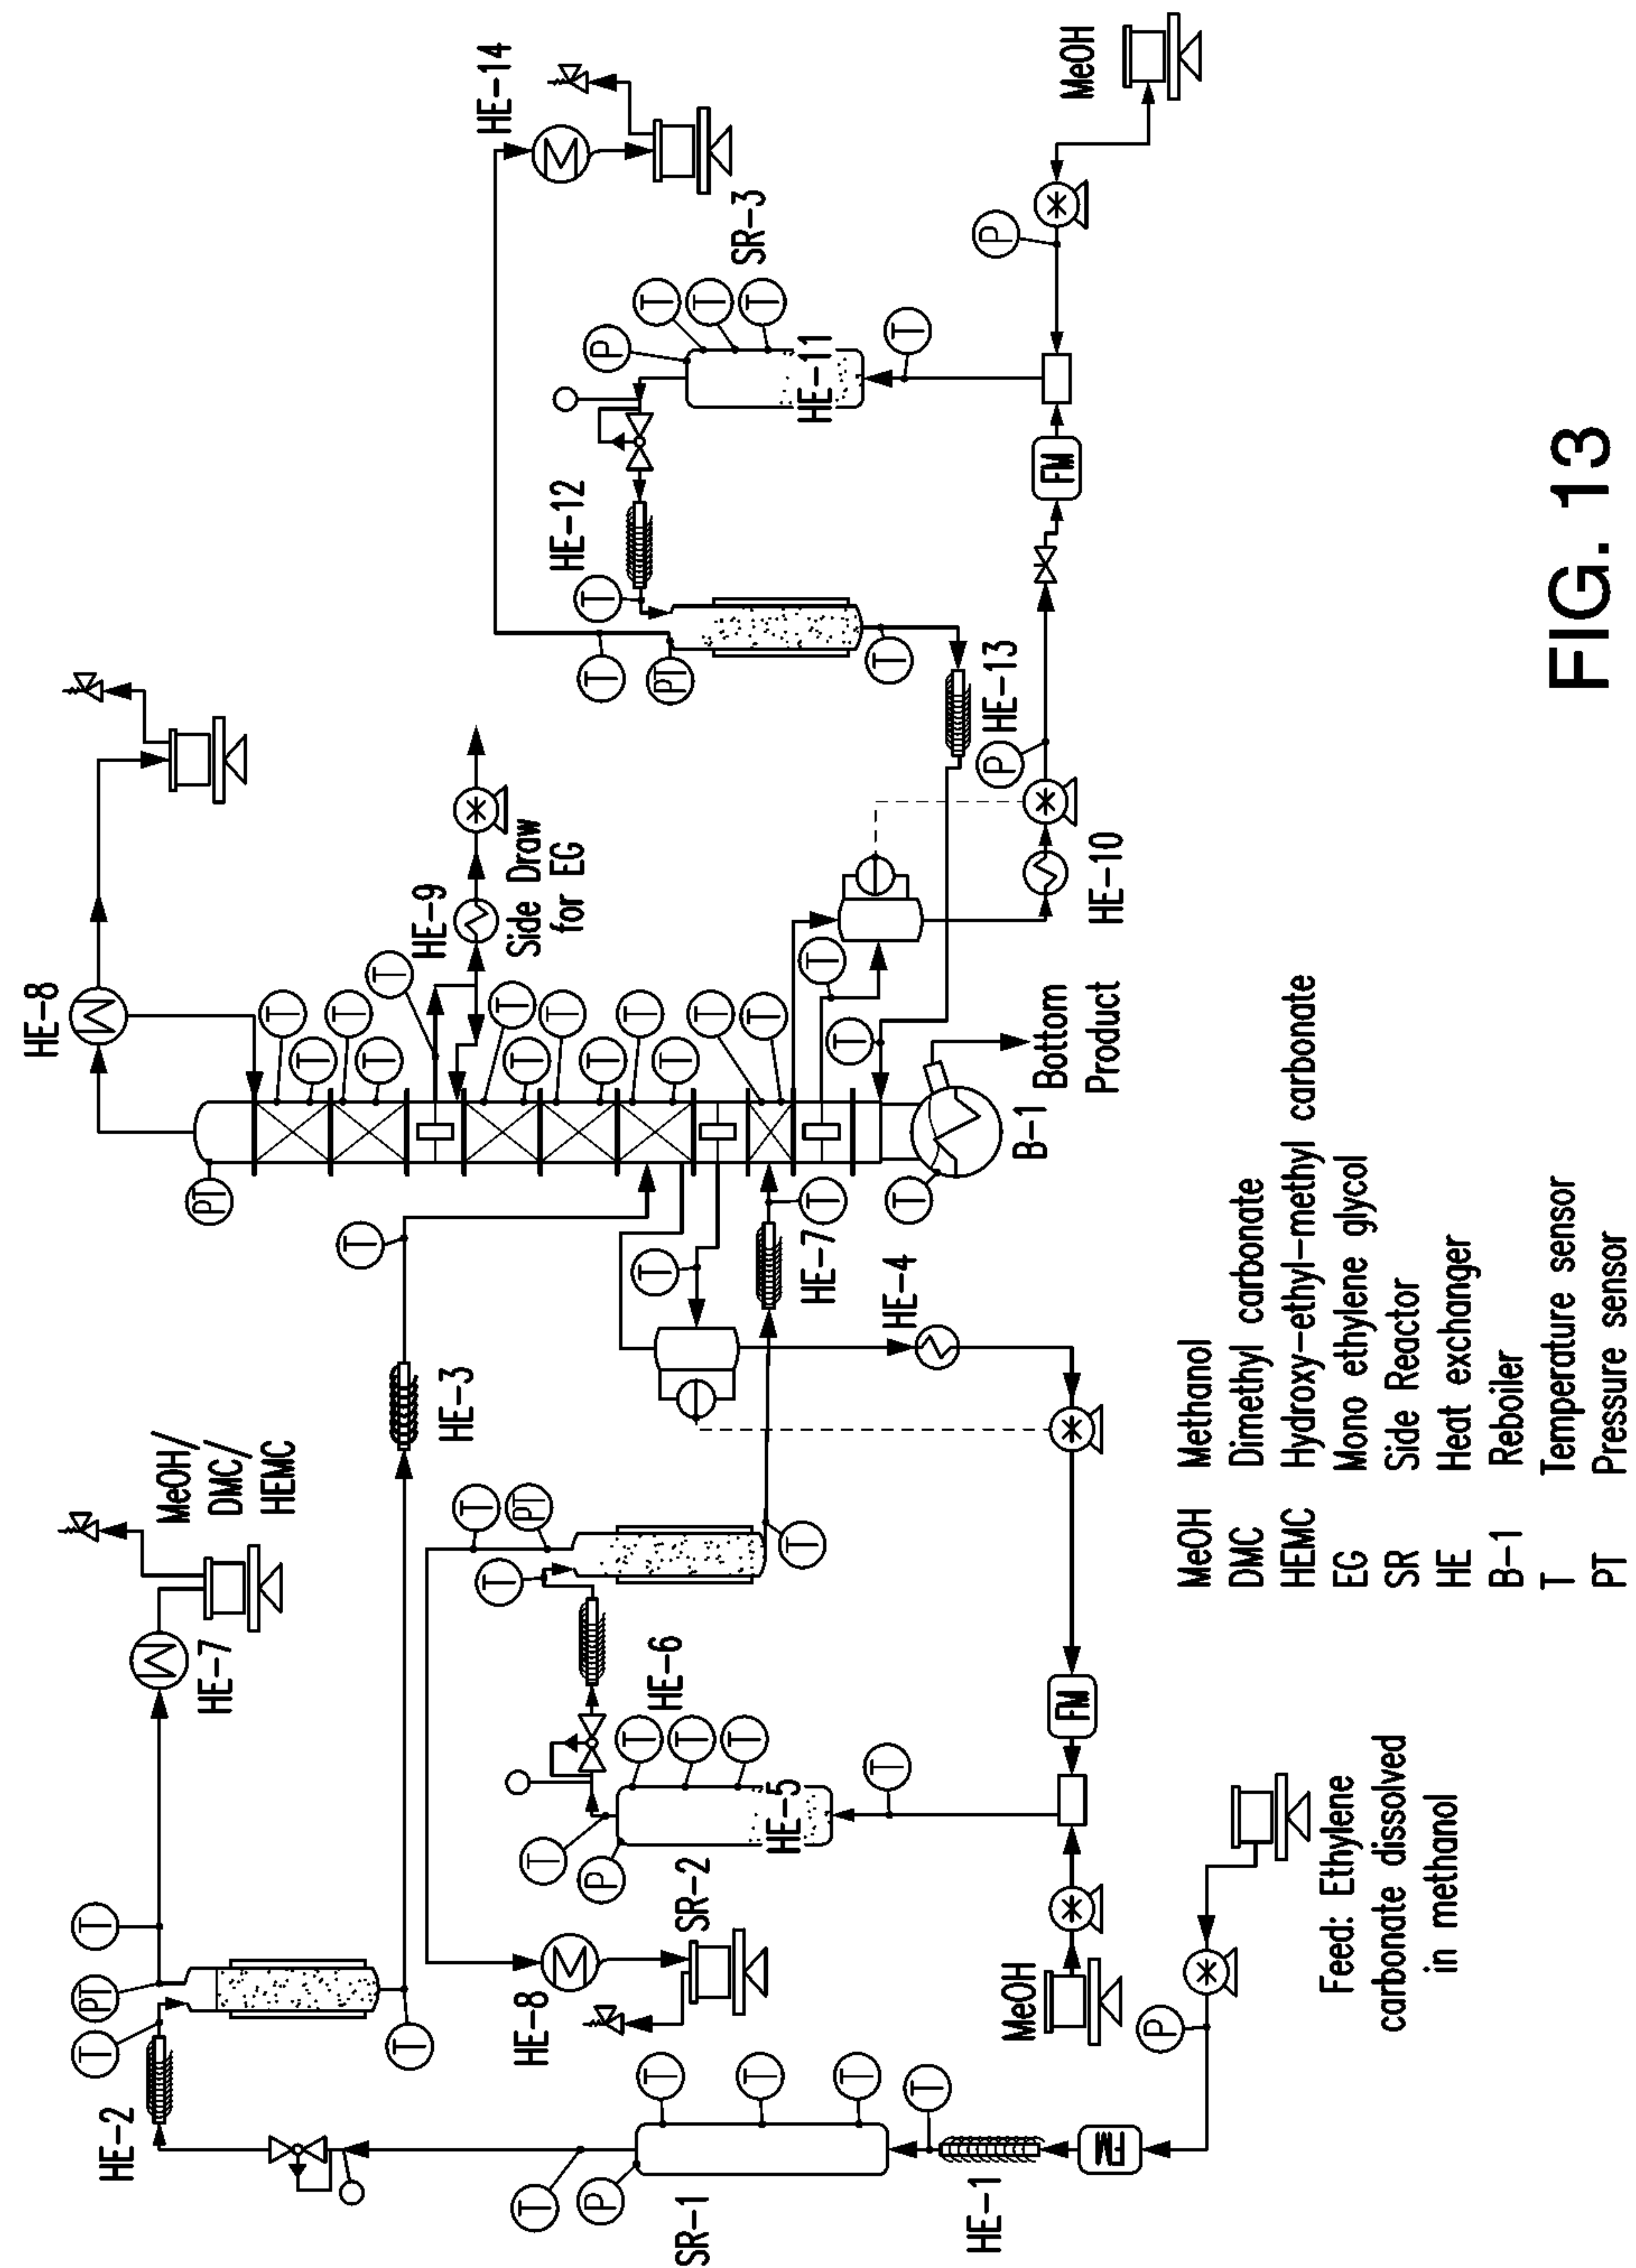 HE-8
T
PT
T
HE-2
MeOH/
DMC/
HEMC
HE-7
PT
T
T
T
T
T
T
HE-3
T
HE-9
Side Draw
for EG
T
T
T
T
T
T
T
T
T
T
T
HE-7
T
T
T
Bottom
Product
B-1
HE-14
P
T
T
T
SR-3
HE-11
HE-12
T
T
PT
T
HE-13
T
P
FM
HE-10
P
MeOH
T
PT
T
HE-6
T
T
T
T
P
HE-5
SR-2
HE-8
T
T
HE-4
FM
MeOH
T
T
P
T
T
T
SR-1
T
HE-1
FM
P
Feed: Ethylene
carbonate dissolved
in methanol
MeOH Methanol
DMC Dimethyl carbonate
HEMC Hydroxy-ethyl-methyl carbonate
EG Mono ethylene glycol
SR Side Reactor
HE Heat exchanger
B-1 Reboiler
T Temperature sensor
PT Pressure sensor
FIG. 13